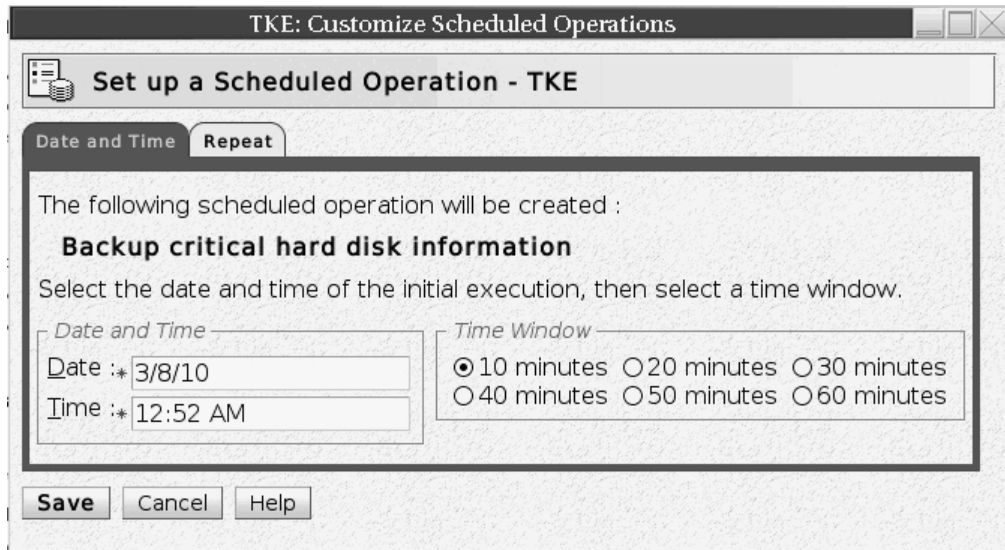 TKE: Customize Scheduled Operations
Set up a Scheduled Operation - TKE
Date and Time Repeat
The following scheduled operation will be created :
Backup critical hard disk information
Select the date and time of the initial execution, then select a time window.
Date and Time Time Window
Date :* 3/8/10
10 minutes 20 minutes 30 minutes
Time :* 12:52 AM
40 minutes 50 minutes 60 minutes
Save Cancel Help